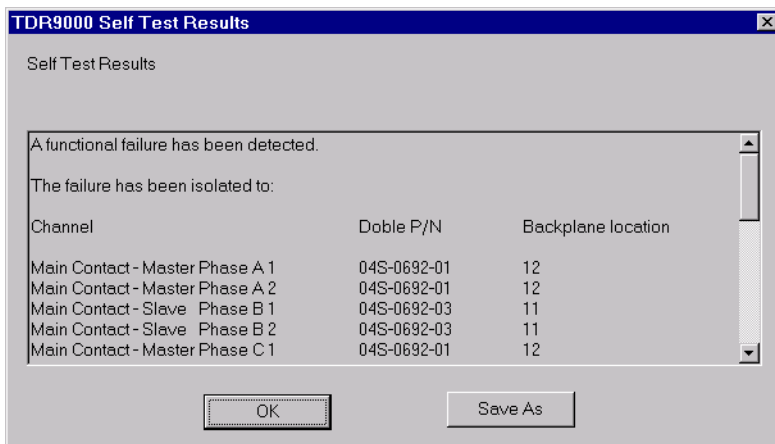 TDR9000 Self Test Results
Self Test Results
A functional failure has been detected.
The failure has been isolated to:
Channel Doble P/N Backplane location
Main Contact - Master Phase A 1 04S-0692-01 12
Main Contact - Master Phase A 2 04S-0692-01 12
Main Contact - Slave Phase B 1 04S-0692-03 11
Main Contact - Slave Phase B 2 04S-0692-03 11
Main Contact - Master Phase C 1 04S-0692-01 12
OK Save As